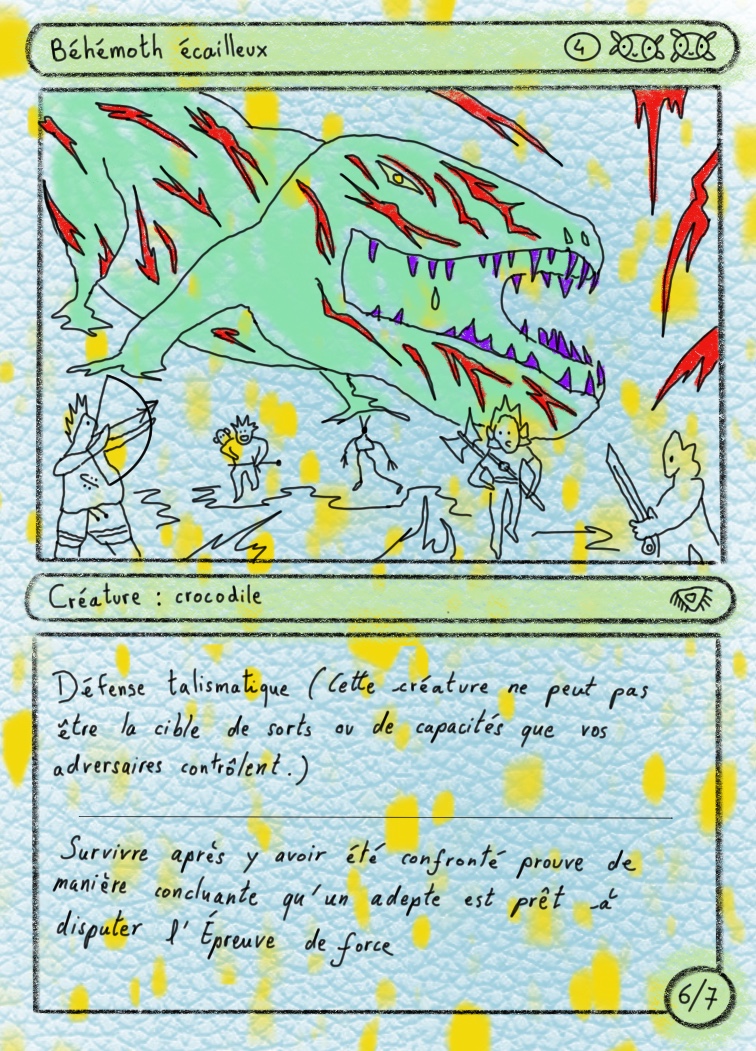 Béhémoth écailleux
4
Créature : crocodile
Défense talismatique (Cette créature ne peut pas
être la cible de sorts ou de capacités que vos
adversaires contrôlent.)
Survivre après y avoir été confronté prouve de
manière concluante qu'un adepte est prêt à
disputer l'Épreuve de force
6/7